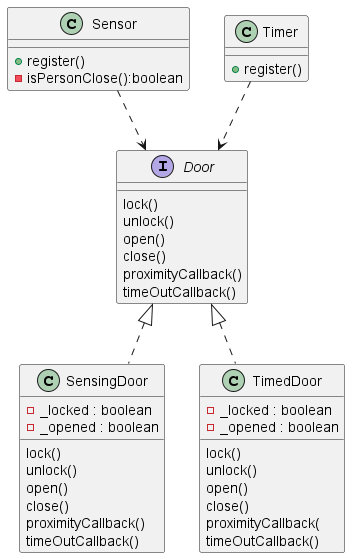 C Sensor
register()
isPersonClose():boolean
C Timer
register()
I Door
lock()
unlock()
open()
close()
proximityCallback()
timeOutCallback()
C SensingDoor
_locked : boolean
_opened : boolean
lock()
unlock()
open()
close()
proximityCallback()
timeOutCallback()
C TimedDoor
_locked : boolean
_opened : boolean
lock()
unlock()
open()
close()
proximityCallback(
timeOutCallback()